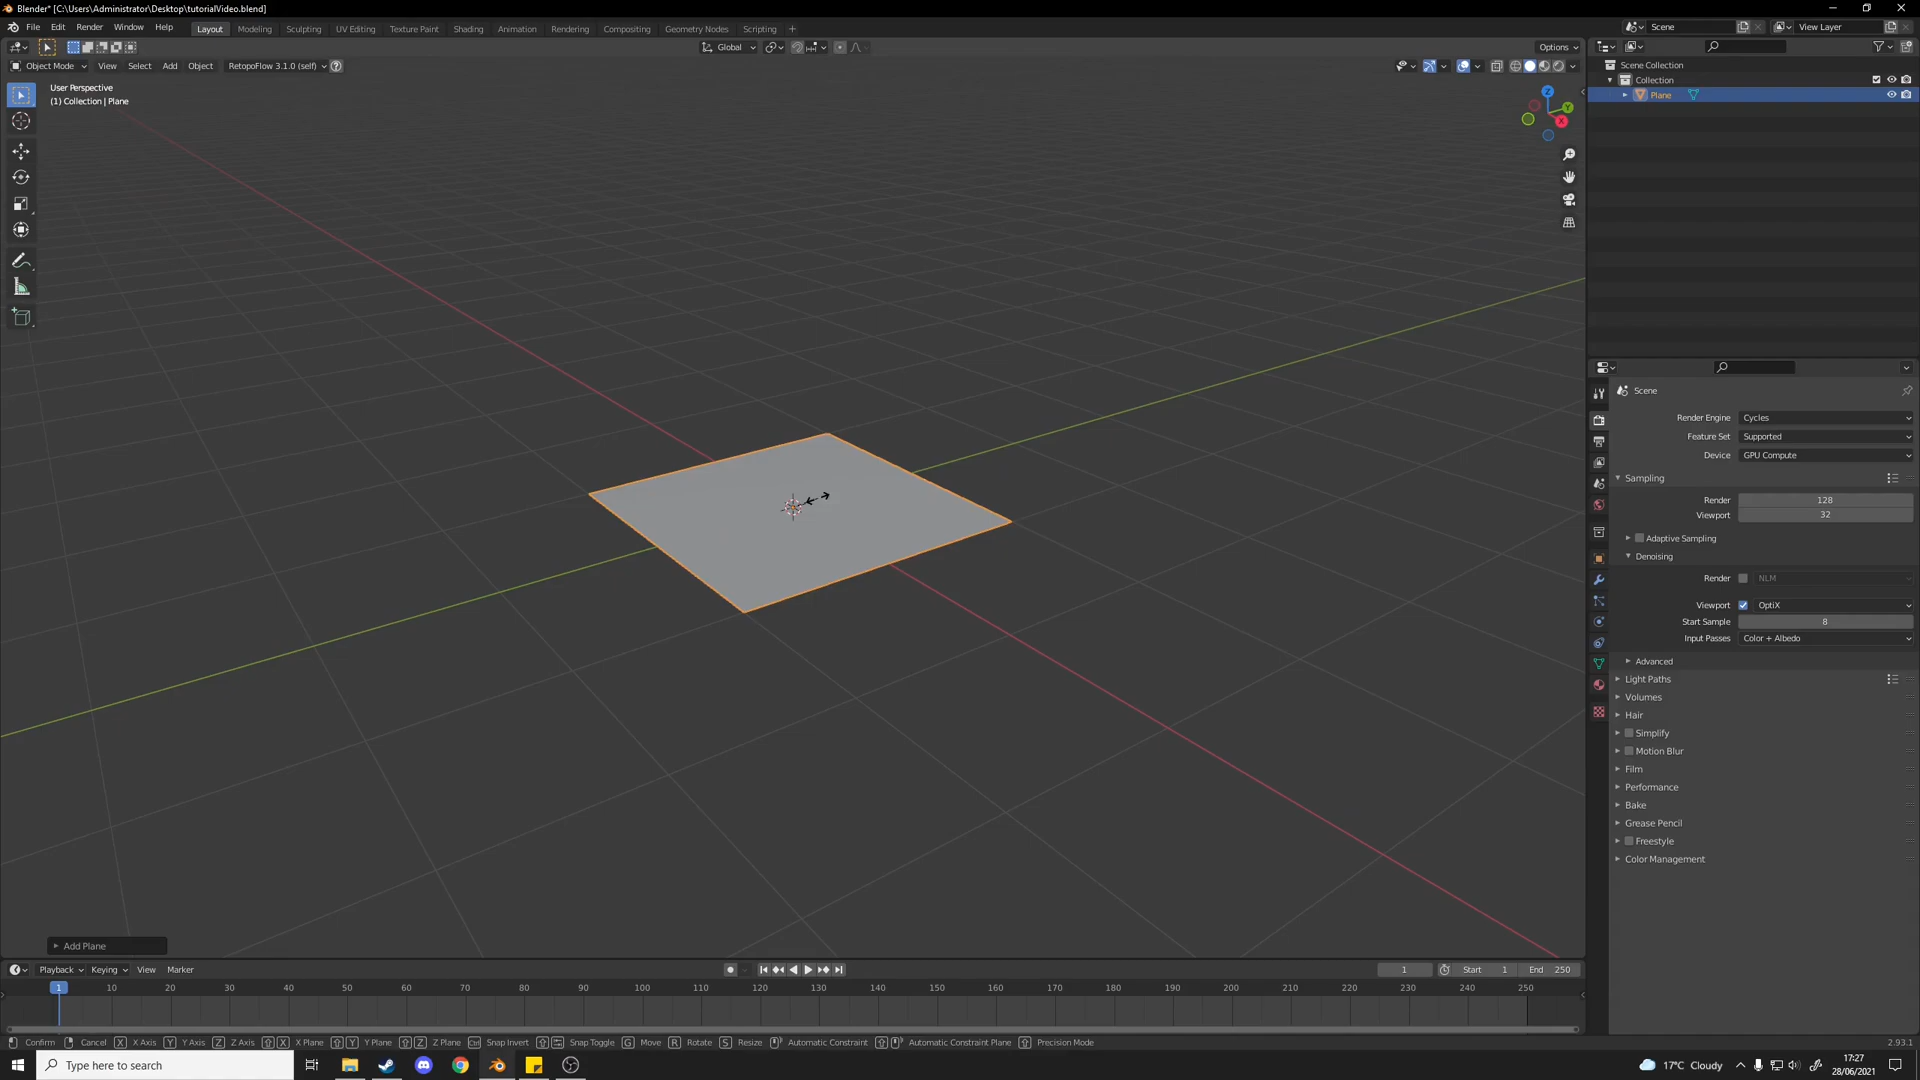 Blender* [C:\Users\Administrator\Desktop\tutorialVideo.blend]
File Edit Render Window Help
Layout Modeling Sculpting UV Editing Texture Paint Shading Animation Rendering Compositing Geometry Nodes Scripting +
Scene View Layer
Global Options
Object Mode View Select Add Object RetopoFlow 3.1.0 (self)
User Perspective
(1) Collection | Plane
Z
Y
X
Scene Collection
Collection
Plane
Scene
Render Engine Cycles
Feature Set Supported
Device GPU Compute
Sampling
Render 128
Viewport 32
Adaptive Sampling
Denoising
Render NLM
Viewport OptiX
Start Sample 8
Input Passes Color + Albedo
Advanced
Light Paths
Volumes
Hair
Simplify
Motion Blur
Film
Performance
Bake
Grease Pencil
Freestyle
Color Management
Add Plane
Playback Keying View Marker 1 Start 1 End 250
1 10 20 30 40 50 60 70 80 90 100 110 120 130 140 150 160 170 180 190 200 210 220 230 240 250
Confirm Cancel X X Axis Y Y Axis Z Z Axis X X Plane Y Y Plane Z Z Plane Ctrl Snap Invert Snap Toggle G Move R Rotate S Resize Automatic Constraint Automatic Constraint Plane Precision Mode 2.93.1
Type here to search 17°C Cloudy 17:27
28/06/2021